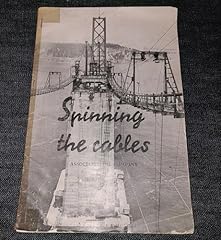 Spinning
the cables